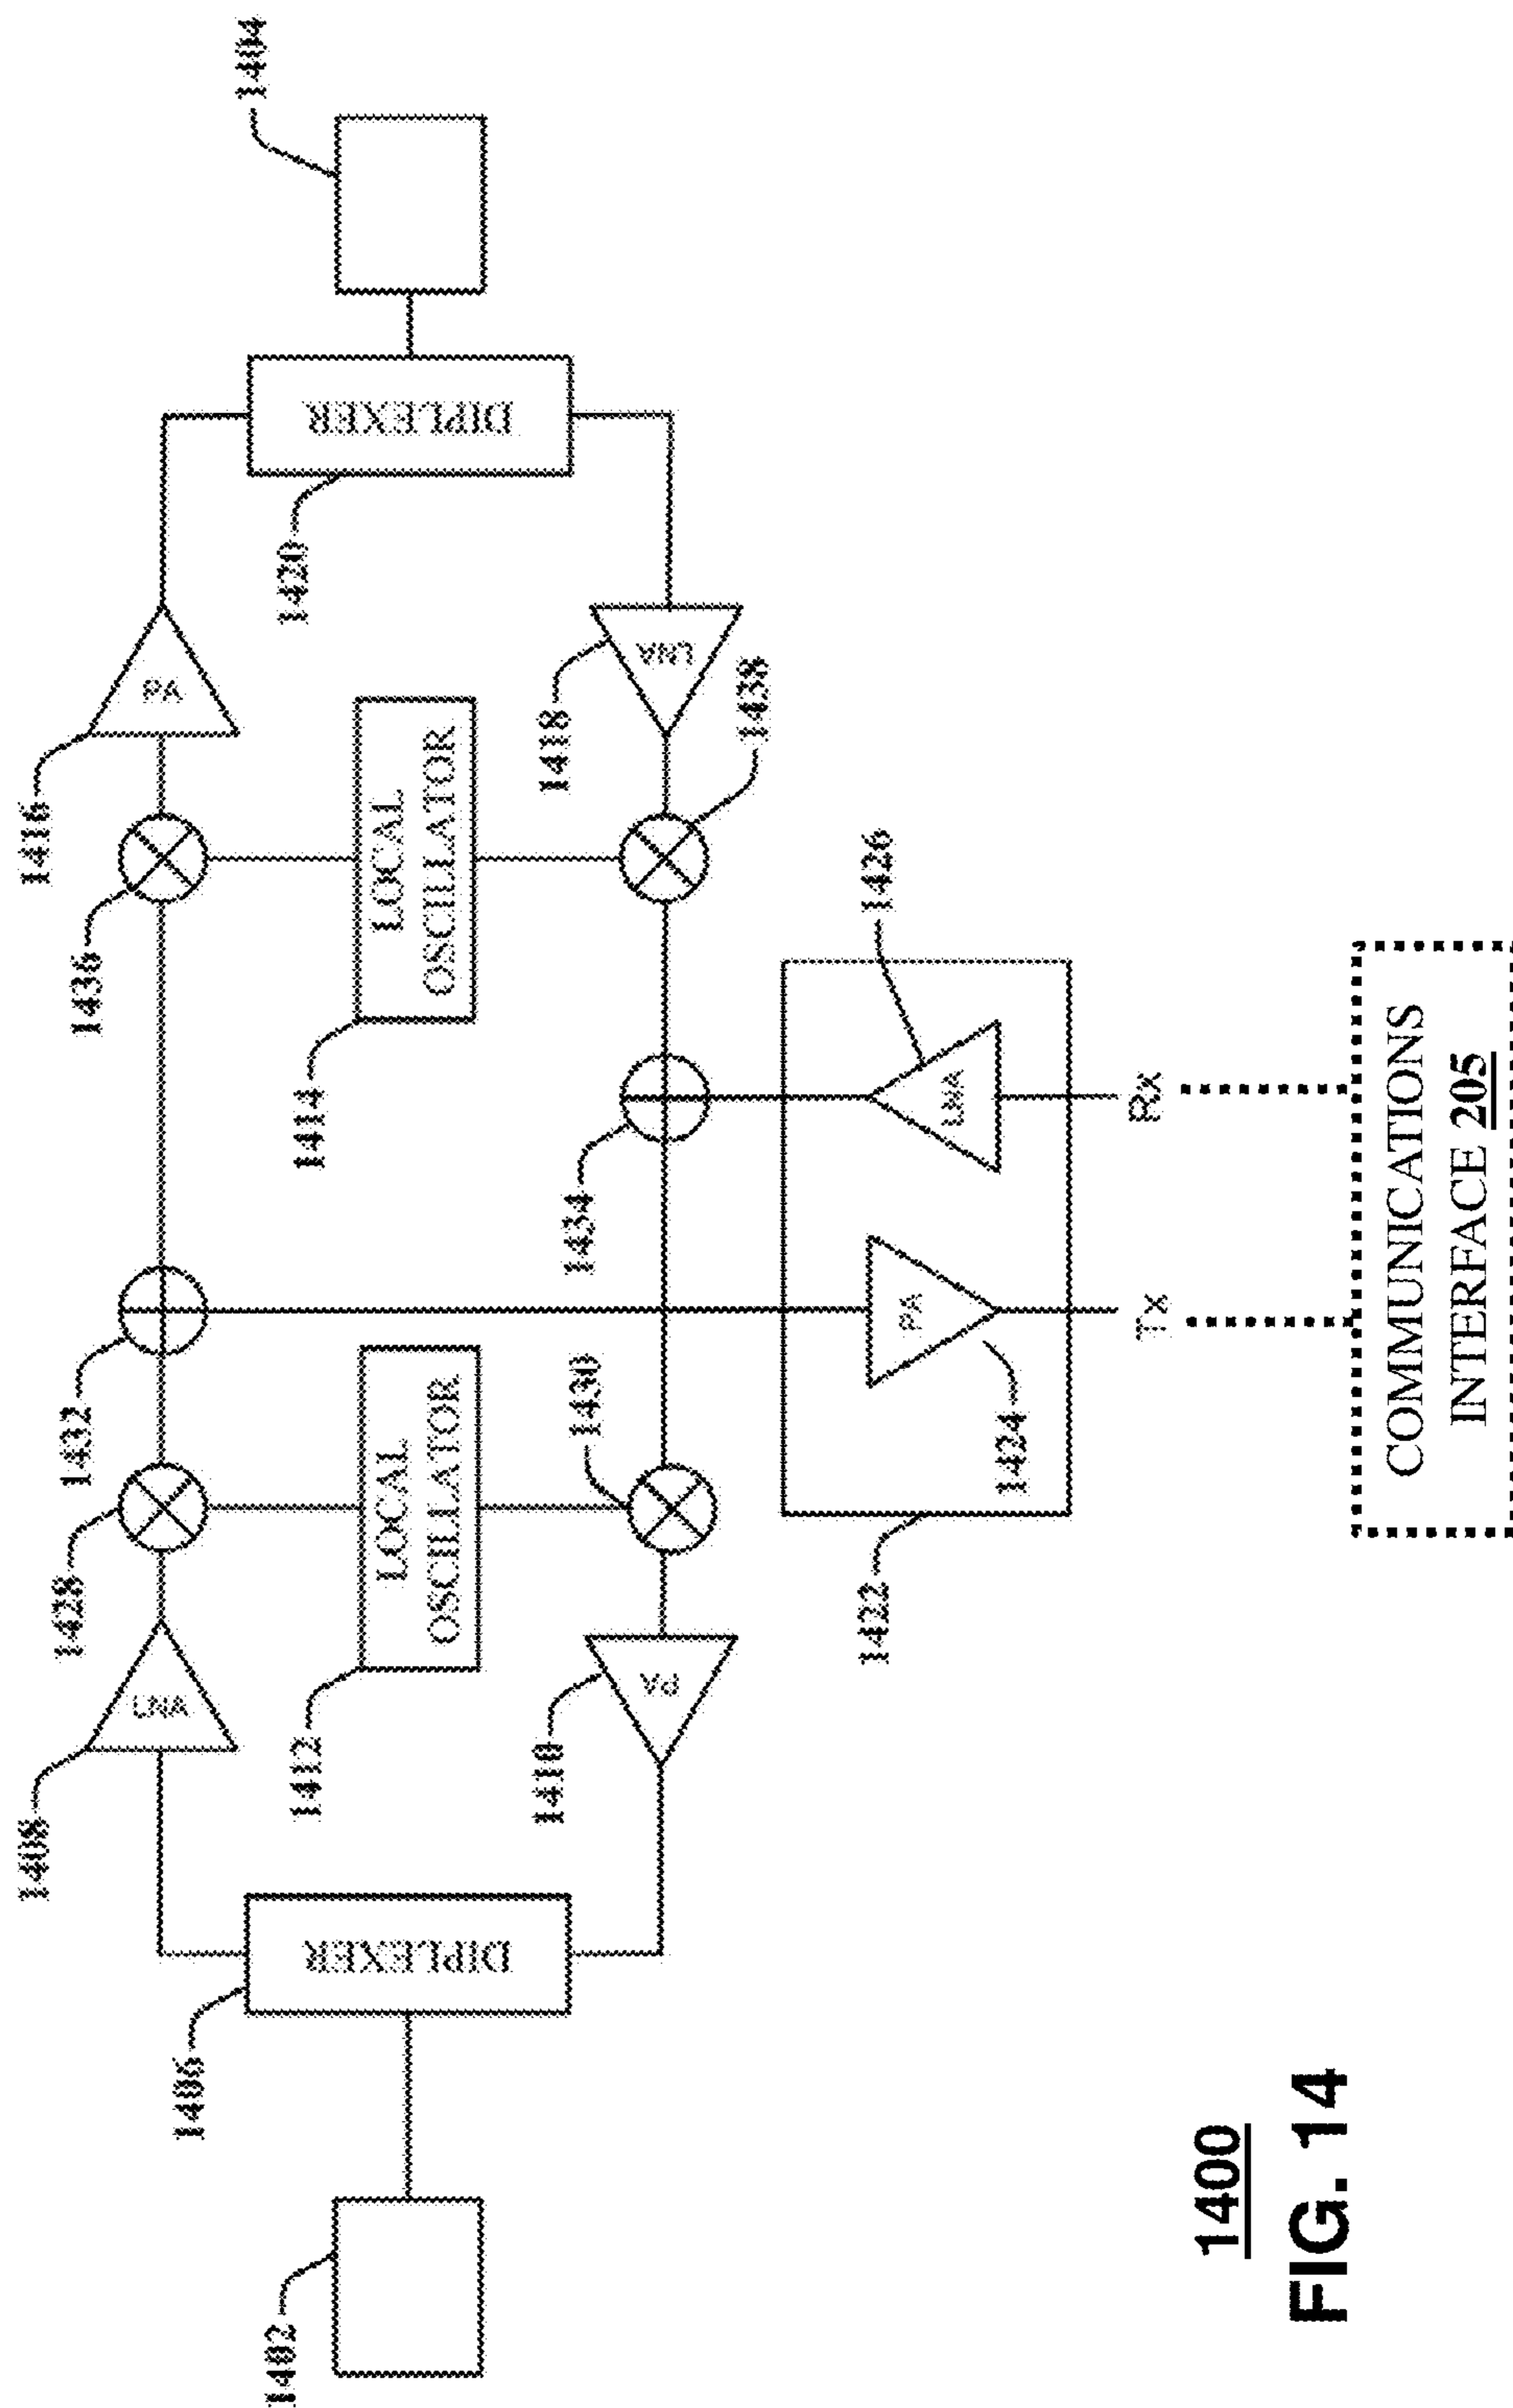 1404
DIPLEXER
1420
1416
PA
LNA
1418
1438
1436
LOCAL
OSCILLATOR
1414
1426
LNA
Rx
1434
1432
PA
1424
Tx
1430
1428
LOCAL
OSCILLATOR
1412
1422
COMMUNICATIONS
INTERFACE 205
LNA
1408
PA
1410
DIPLEXER
1406
1402
1400
FIG. 14